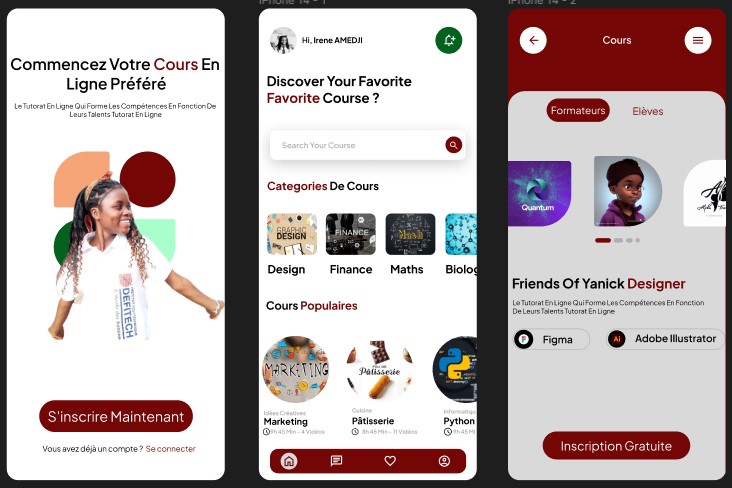 iPhone 14 - 1
iPhone 14 - 2
Commencez Votre Cours En
Ligne Préféré
Le Tutorat En Ligne Qui Forme Les Compétences En Fonction De
Leurs Talents Tutorat En Ligne
DEFITECH
S'inscrire Maintenant
Vous avez déjà un compte ? Se connecter
Hi, Irene AMEDJI
Discover Your Favorite
Favorite Course ?
Search Your Course
Categories De Cours
GRAPHIC
DESIGN
FINANCE
Math
Design
Finance
Maths
Biolog
Cours Populaires
MARKETING
Pâtisserie
Idées Créatives
Marketing
9h 45 Min - 4 Vidéos
Cuisine
Pâtisserie
8h 45 Min - 11 Vidéos
Informatiqu
Python
9h 45 Mi
Cours
Formateurs
Elèves
Quantum
Friends Of Yanick Designer
Le Tutorat En Ligne Qui Forme Les Compétences En Fonction
De Leurs Talents Tutorat En Ligne
Figma
Ai
Adobe Illustrator
Inscription Gratuite